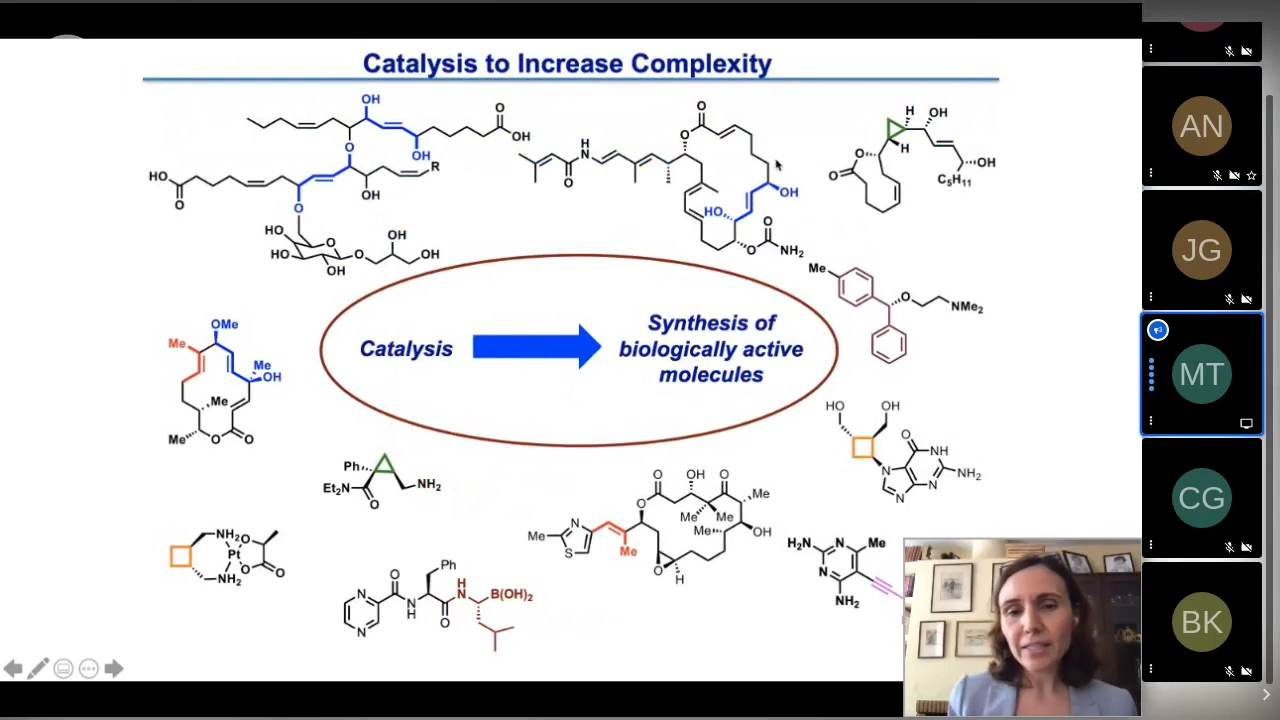 Catalysis to Increase Complexity
OH
O
OH
OH
O
R
HO
O
OH
O
HO
HO
O
OH
O
OH
OH
O
O
H
N
O
OH
HO
O
O
NH₂
H
OH
H
O
O
OH
C₅H₁₁
Me
O
NMe₂
Catalysis
Synthesis of
biologically active
molecules
OMe
Me
Me
OH
Me
Me
O
O
HO
OH
O
NH
N
N
N
NH₂
Ph
Et₂N
O
NH₂
O
OH
O
O
Me
Me
Me
Me
OH
Me
N
S
Me
O
H
NH₂
O
Pt
O
O
NH₂
Ph
O
N
N
N
H
O
H
N
B(OH)₂
H₂N
N
Me
N
NH₂
AN
JG
MT
CG
BK